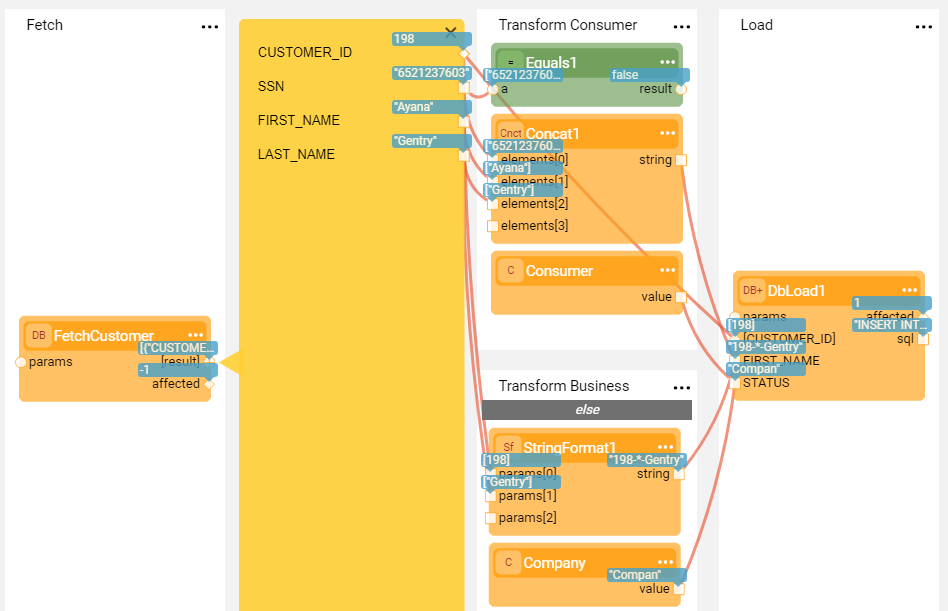 Fetch
...
Transform Consumer
...
Load
...
CUSTOMER_ID
198
SSN
"6521237603"
FIRST_NAME
"Ayana"
LAST_NAME
"Gentry"
=
Equals1
...
["652123760...
false
a
result
Cnct
Concat1
...
["652123760...
elements[0]
string
["Ayana"]
elements[1]
["Gentry"]
elements[2]
elements[3]
C
Consumer
...
value
DB
FetchCustomer
...
[{"CUSTOME...
params
[result]
-1
affected
DB+
DbLoad1
...
1
params
affected
[198]
"INSERT INT...
[CUSTOMER_ID]
sql
"198-*-Gentry"
FIRST_NAME
"Compan"
STATUS
Transform Business
...
else
Sf
StringFormat1
...
[198]
"198-*-Gentry"
params[0]
string
["Gentry"]
params[1]
params[2]
C
Company
...
"Compan"
value